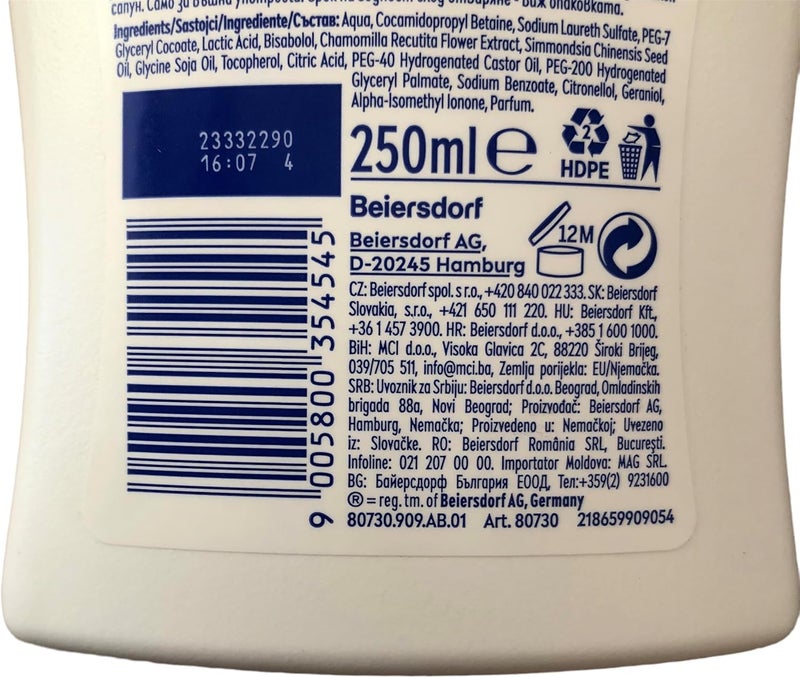 сапун. Само за външна употреба.
Ingredients/Sastojci/Ingrediente/Състав: Aqua, Cocamidopropyl Betaine, Sodium Laureth Sulfate, PEG-7
Glyceryl Cocoate, Lactic Acid, Bisabolol, Chamomilla Recutita Flower Extract, Simmondsia Chinensis Seed
Oil, Glycine Soja Oil, Tocopherol, Citric Acid, PEG-40 Hydrogenated Castor Oil, PEG-200 Hydrogenated
Glyceryl Palmate, Sodium Benzoate, Citronellol, Geraniol,
Alpha-Isomethyl Ionone, Parfum.
23332290
16:07 4
250ml e
2
HDPE
Beiersdorf
Beiersdorf AG,
D-20245 Hamburg
12M
CZ: Beiersdorf spol. s r.o., +420 840 022 333. SK: Beiersdorf
Slovakia, s.r.o., +421 650 111 220. HU: Beiersdorf Kft.,
+36 1 457 3900. HR: Beiersdorf d.o.o., +385 1 600 1000.
BiH: MCI d.o.o., Visoka Glavica 2C, 88220 Široki Brijeg,
039/705 511, info@mci.ba, Zemlja porijekla: EU/Njemačka.
SRB: Uvoznik za Srbiju: Beiersdorf d.o.o. Beograd, Omladinskih
brigada 88a, Novi Beograd; Proizvođač: Beiersdorf AG,
Hamburg, Nemačka; Proizvedeno u: Nemačkoj; Uvezeno
iz: Slovačke. RO: Beiersdorf România SRL, Bucureşti.
Infoline: 021 207 00 00. Importator Moldova: MAG SRL.
BG: Байерсдорф България ЕООД, Тел:+359(2) 9231600
® = reg. tm. of Beiersdorf AG, Germany
80730.909.AB.01 Art. 80730 218659909054
9 005800 354545